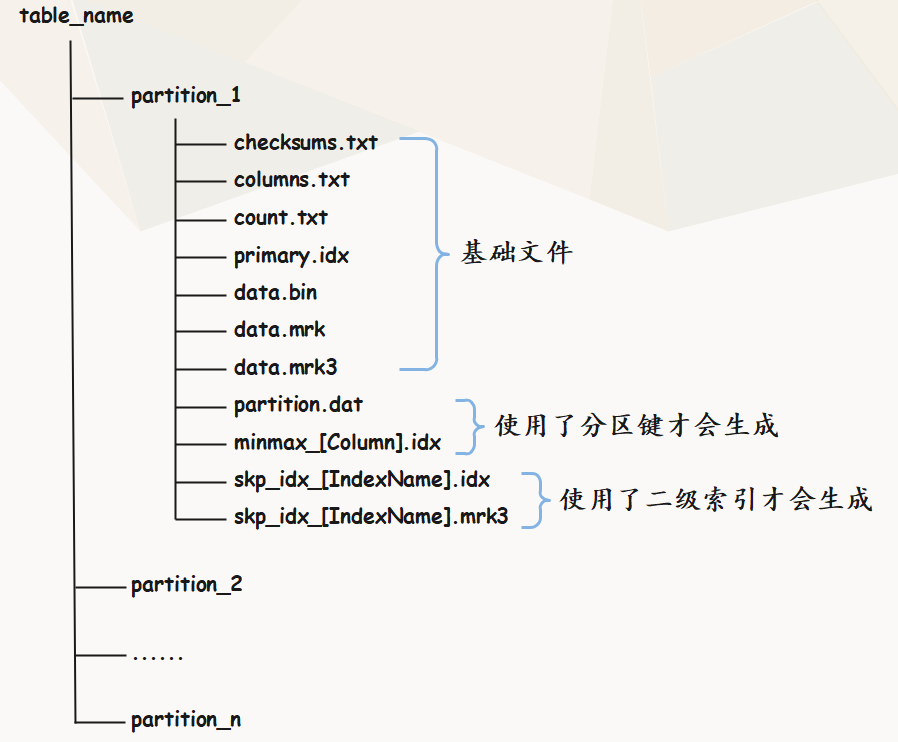 table_name
partition_1
checksums.txt
columns.txt
count.txt
primary.idx
data.bin
data.mrk
data.mrk3
基础文件
partition.dat
minmax_[Column].idx
使用了分区键才会生成
skp_idx_[IndexName].idx
skp_idx_[IndexName].mrk3
使用了二级索引才会生成
partition_2
......
partition_n